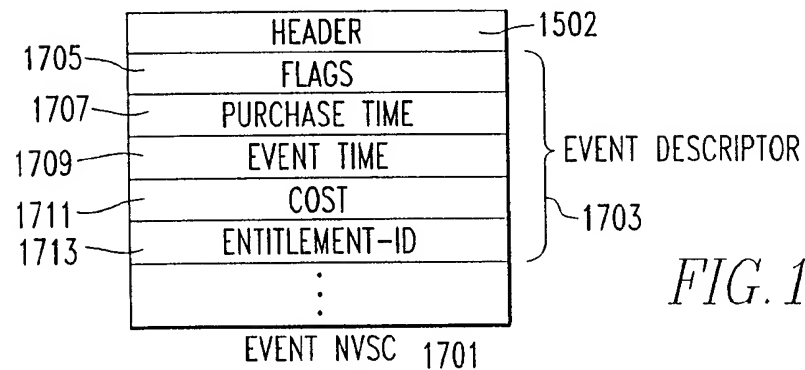 HEADER 1502
1705 FLAGS
1707 PURCHASE TIME
1709 EVENT TIME EVENT DESCRIPTOR
1711 COST 1703
1713 ENTITLEMENT-ID
FIG. 1
EVENT NVSC 1701